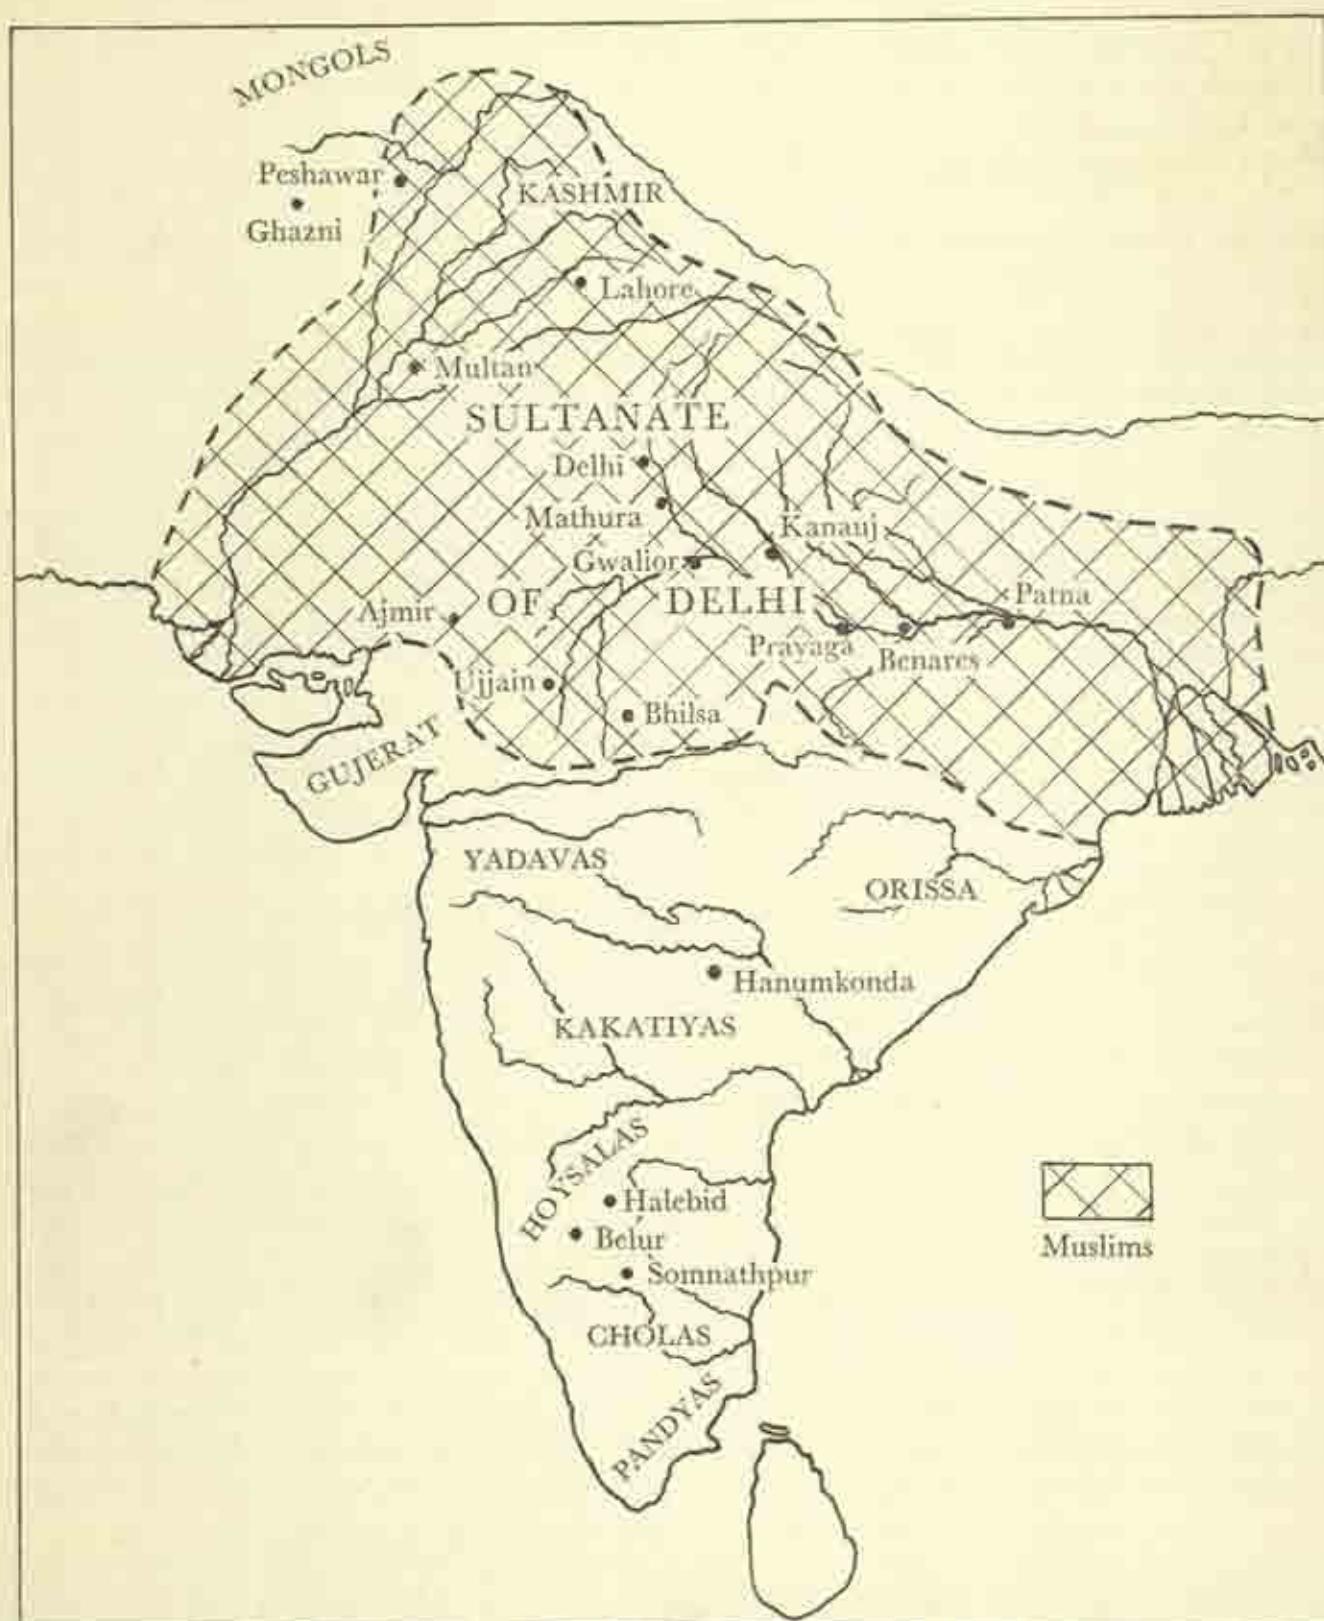 MONGOLS
Peshawar
Ghazni
KASHMIR
Lahore
Multan
SULTANATE
Delhi
Mathura
Kanauj
Gwalior
OF
DELHI
Ajmir
Patna
Prayaga
Benares
Ujjain
Bhilsa
GUJERAT
YADAVAS
ORISSA
Hanumkonda
KAKATIYAS
HOYSALAS
Halebid
Belur
Somnathpur
Muslims
CHOLAS
PANDYAS